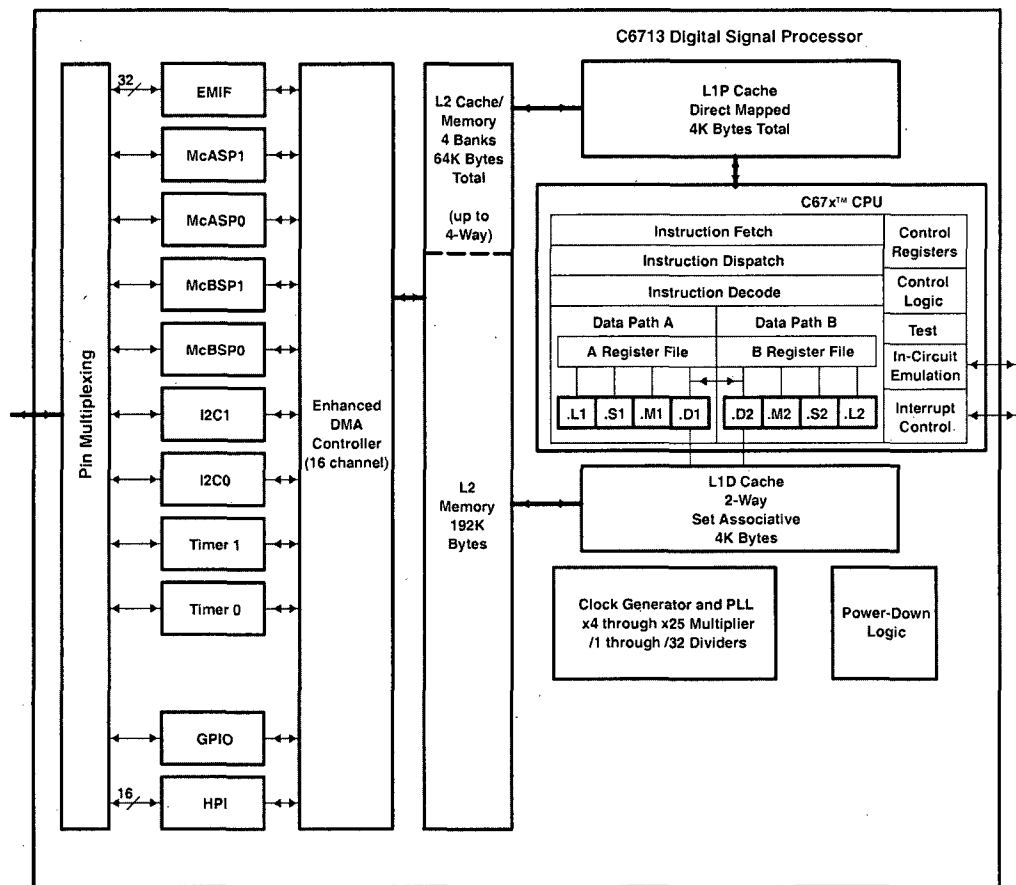 C6713 Digital Signal Processor
Pin Multiplexing
32
EMIF
McASP1
McASP0
McBSP1
McBSP0
I2C1
I2C0
Timer 1
Timer 0
GPIO
16
HPI
Enhanced
DMA
Controller
(16 channel)
L2 Cache/
Memory
4 Banks
64K Bytes
Total
(up to
4-Way)
L2
Memory
192K
Bytes
L1P Cache
Direct Mapped
4K Bytes Total
C67x™ CPU
Instruction Fetch
Instruction Dispatch
Instruction Decode
Data Path A
Data Path B
A Register File
B Register File
.L1
.S1
.M1
.D1
.D2
.M2
.S2
.L2
Control
Registers
Control
Logic
Test
In-Circuit
Emulation
Interrupt
Control
L1D Cache
2-Way
Set Associative
4K Bytes
Clock Generator and PLL
x4 through x25 Multiplier
/1 through /32 Dividers
Power-Down
Logic